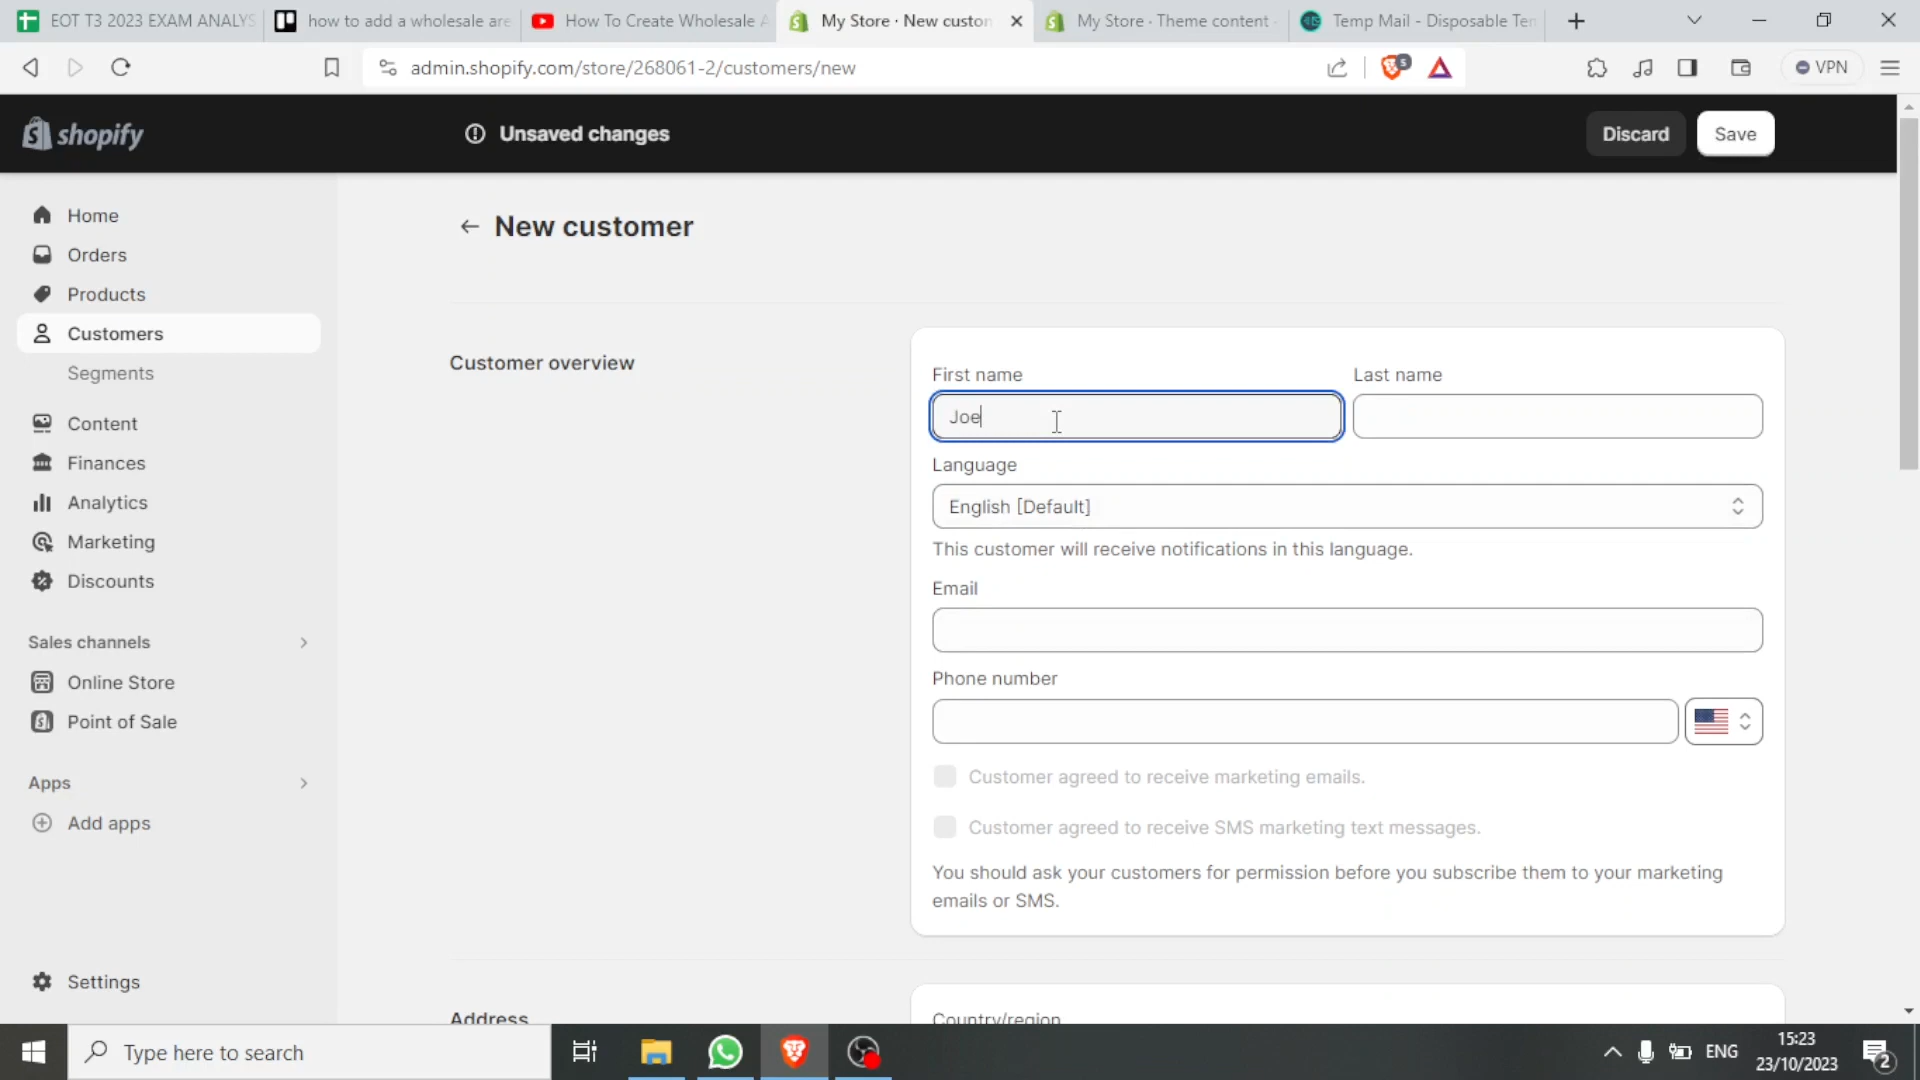 EOT T3 2023 EXAM ANALYS
how to add a wholesale are
How To Create Wholesale A
My Store · New custon
My Store · Theme content ·
Temp Mail - Disposable Ten
admin.shopify.com/store/268061-2/customers/new
5
VPN
shopify
Unsaved changes
Discard
Save
Home
Orders
Products
Customers
Segments
Content
Finances
Analytics
Marketing
Discounts
Sales channels
Online Store
Point of Sale
Apps
Add apps
Settings
New customer
Customer overview
First name
Last name
Joe
Language
English [Default]
This customer will receive notifications in this language.
Email
Phone number
Customer agreed to receive marketing emails.
Customer agreed to receive SMS marketing text messages.
You should ask your customers for permission before you subscribe them to your marketing
emails or SMS.
Address
Country/region
Type here to search
ENG
15:23
23/10/2023
2